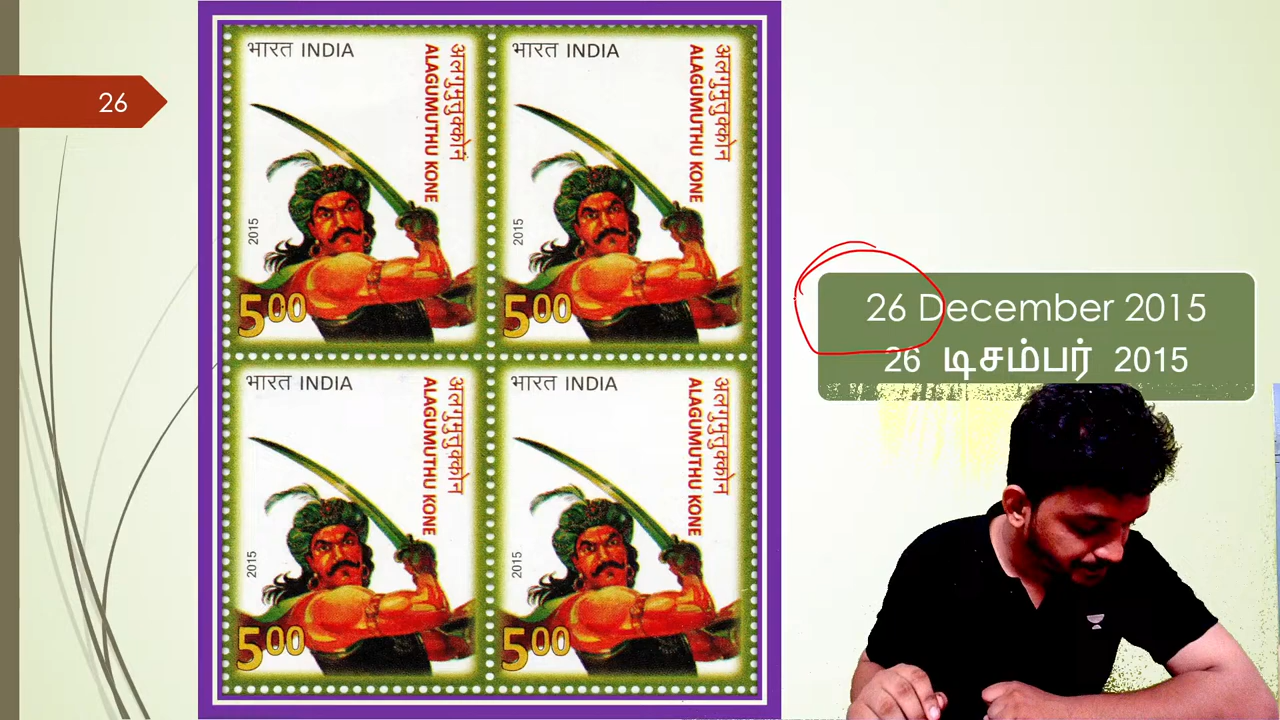 26
भारत INDIA
अलगुमुत्तुक्कोन
ALAGUMUTHU KONE
2015
5.00
भारत INDIA
अलगुमुत्तुक्कोन
ALAGUMUTHU KONE
2015
5.00
भारत INDIA
अलगुमुत्तुक्कोन
ALAGUMUTHU KONE
2015
5.00
भारत INDIA
अलगुमुत्तुक्कोन
ALAGUMUTHU KONE
2015
5.00
26 December 2015
26 டிசம்பர் 2015